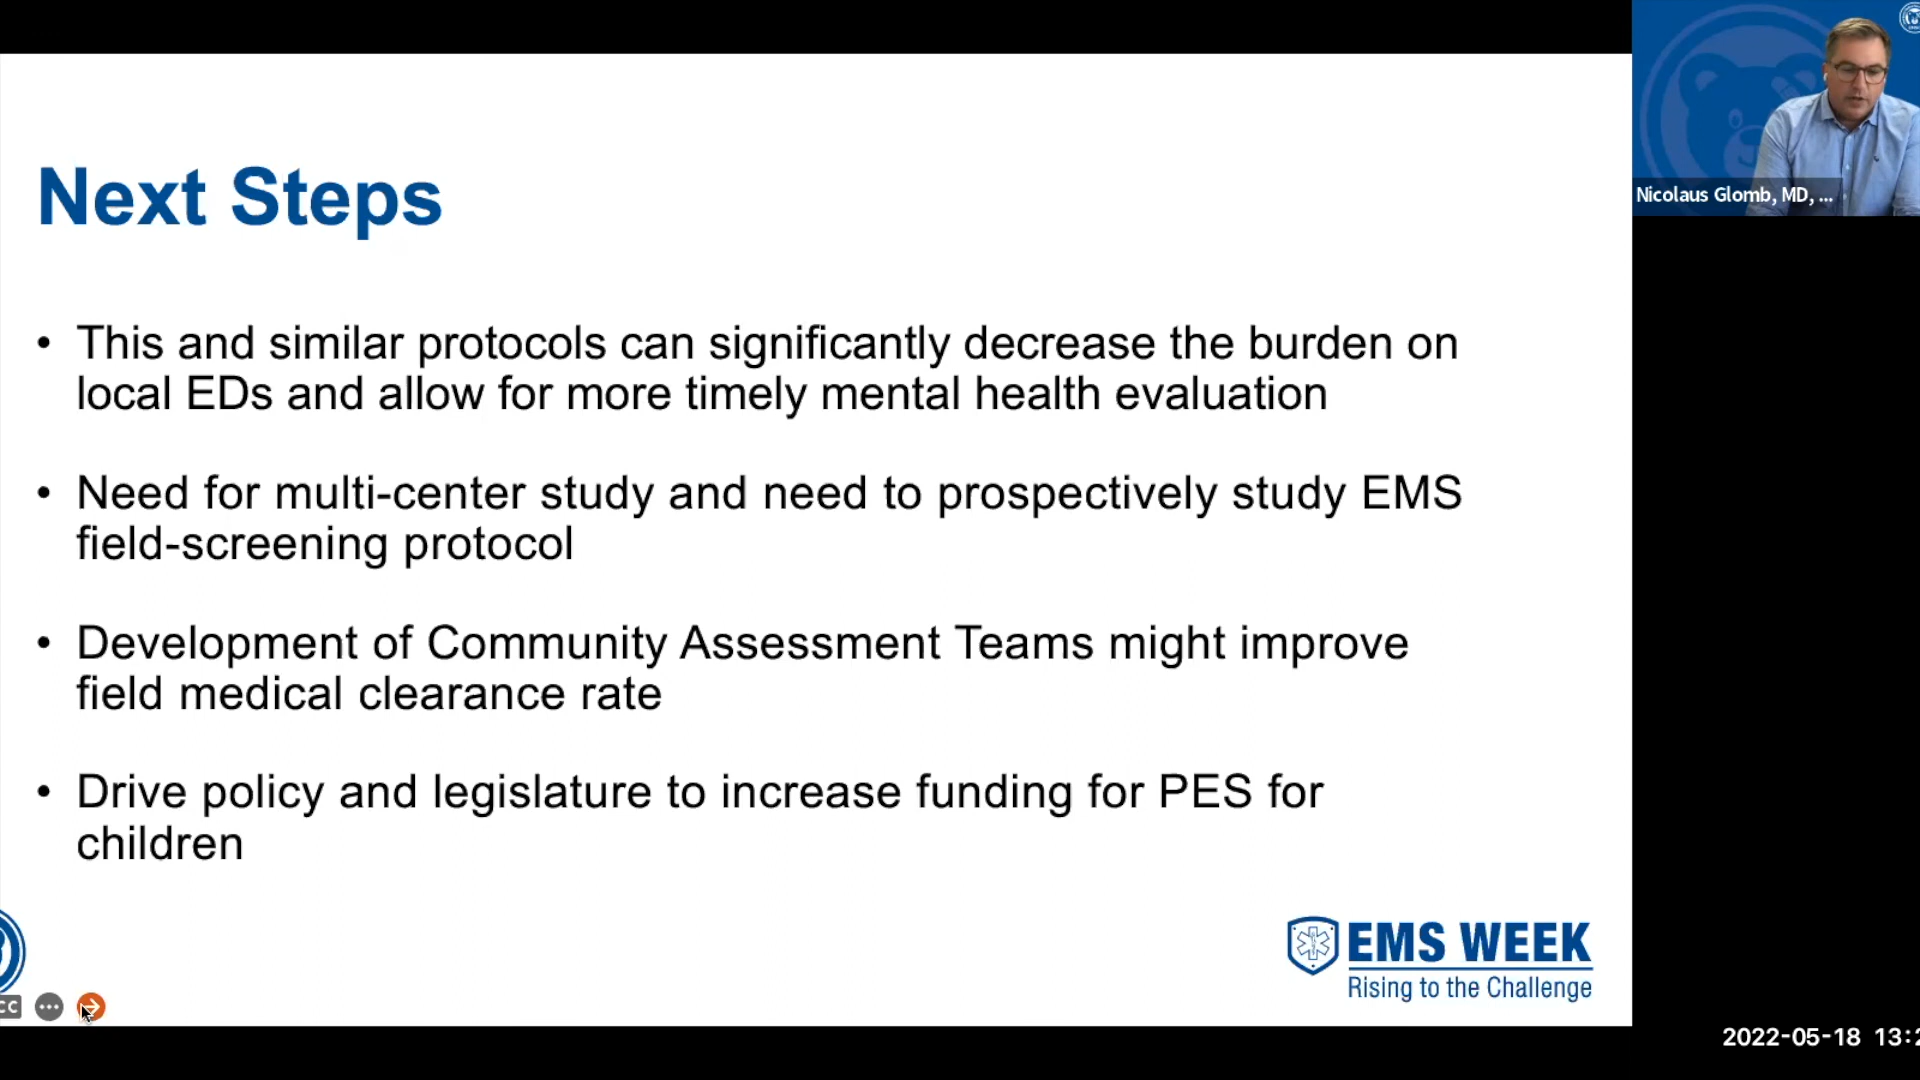 Next Steps
• This and similar protocols can significantly decrease the burden on
local EDs and allow for more timely mental health evaluation
• Need for multi-center study and need to prospectively study EMS
field-screening protocol
• Development of Community Assessment Teams might improve
field medical clearance rate
• Drive policy and legislature to increase funding for PES for
children
EMS WEEK
Rising to the Challenge
CC
Nicolaus Glomb, MD, ...
2022-05-18 13:2